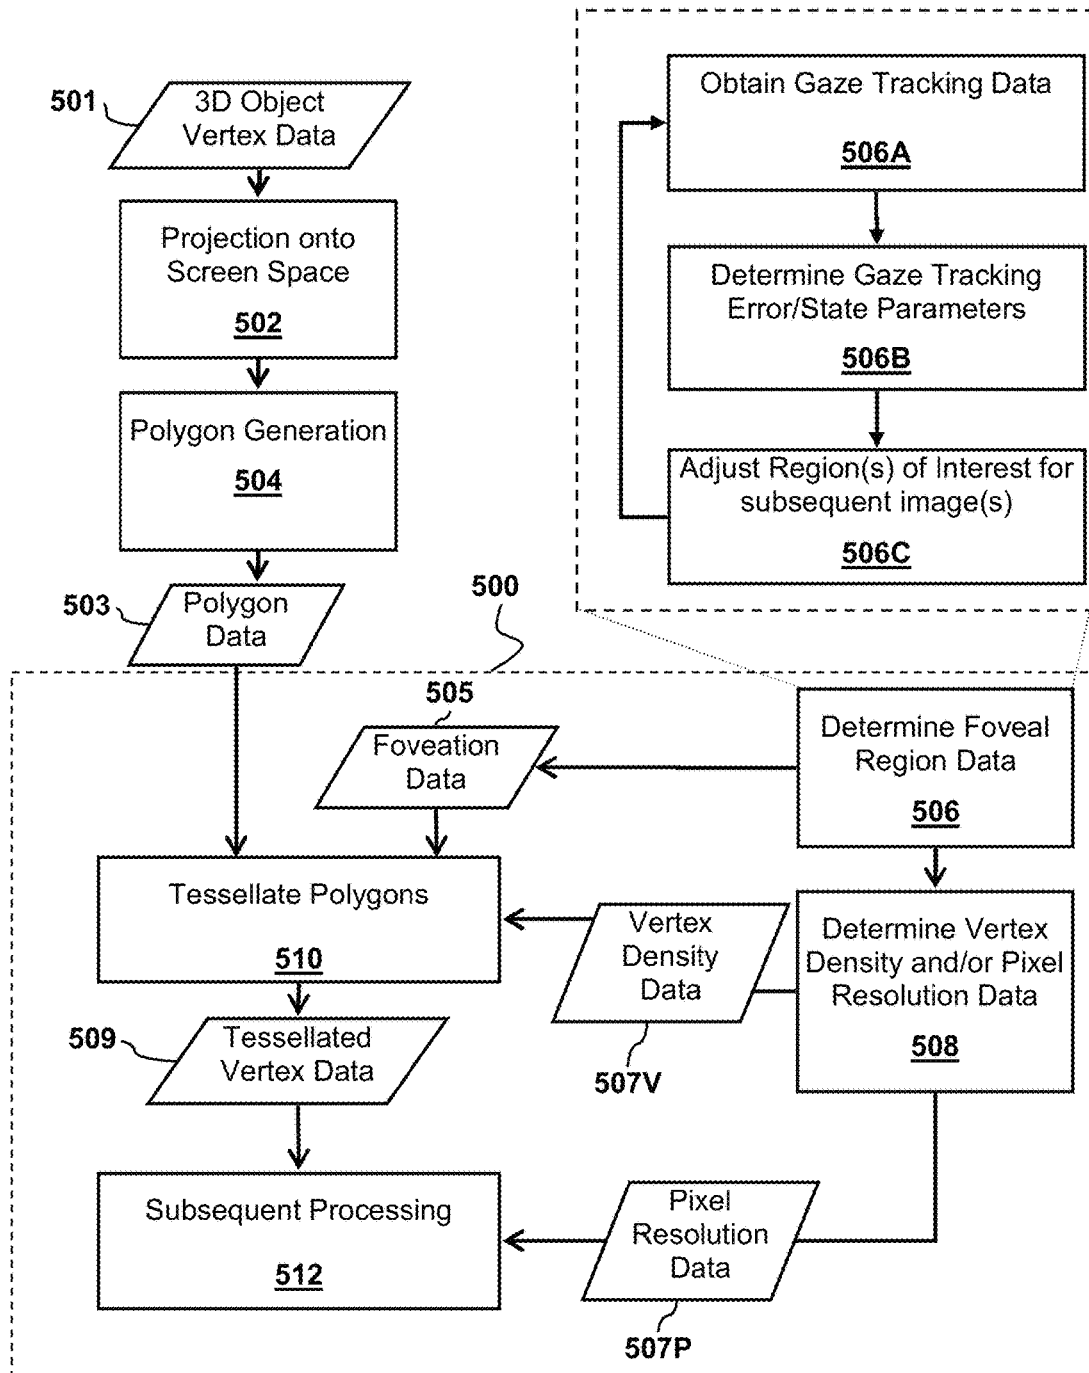 501
3D Object
Vertex Data
Projection onto
Screen Space
502
Polygon Generation
504
503
Polygon
Data
Obtain Gaze Tracking Data
506A
Determine Gaze Tracking
Error/State Parameters
506B
Adjust Region(s) of Interest for
subsequent image(s)
506C
500
505
Foveation
Data
Determine Foveal
Region Data
506
Tessellate Polygons
510
Vertex
Density
Data
507V
Determine Vertex
Density and/or Pixel
Resolution Data
508
509
Tessellated
Vertex Data
Subsequent Processing
512
Pixel
Resolution
Data
507P